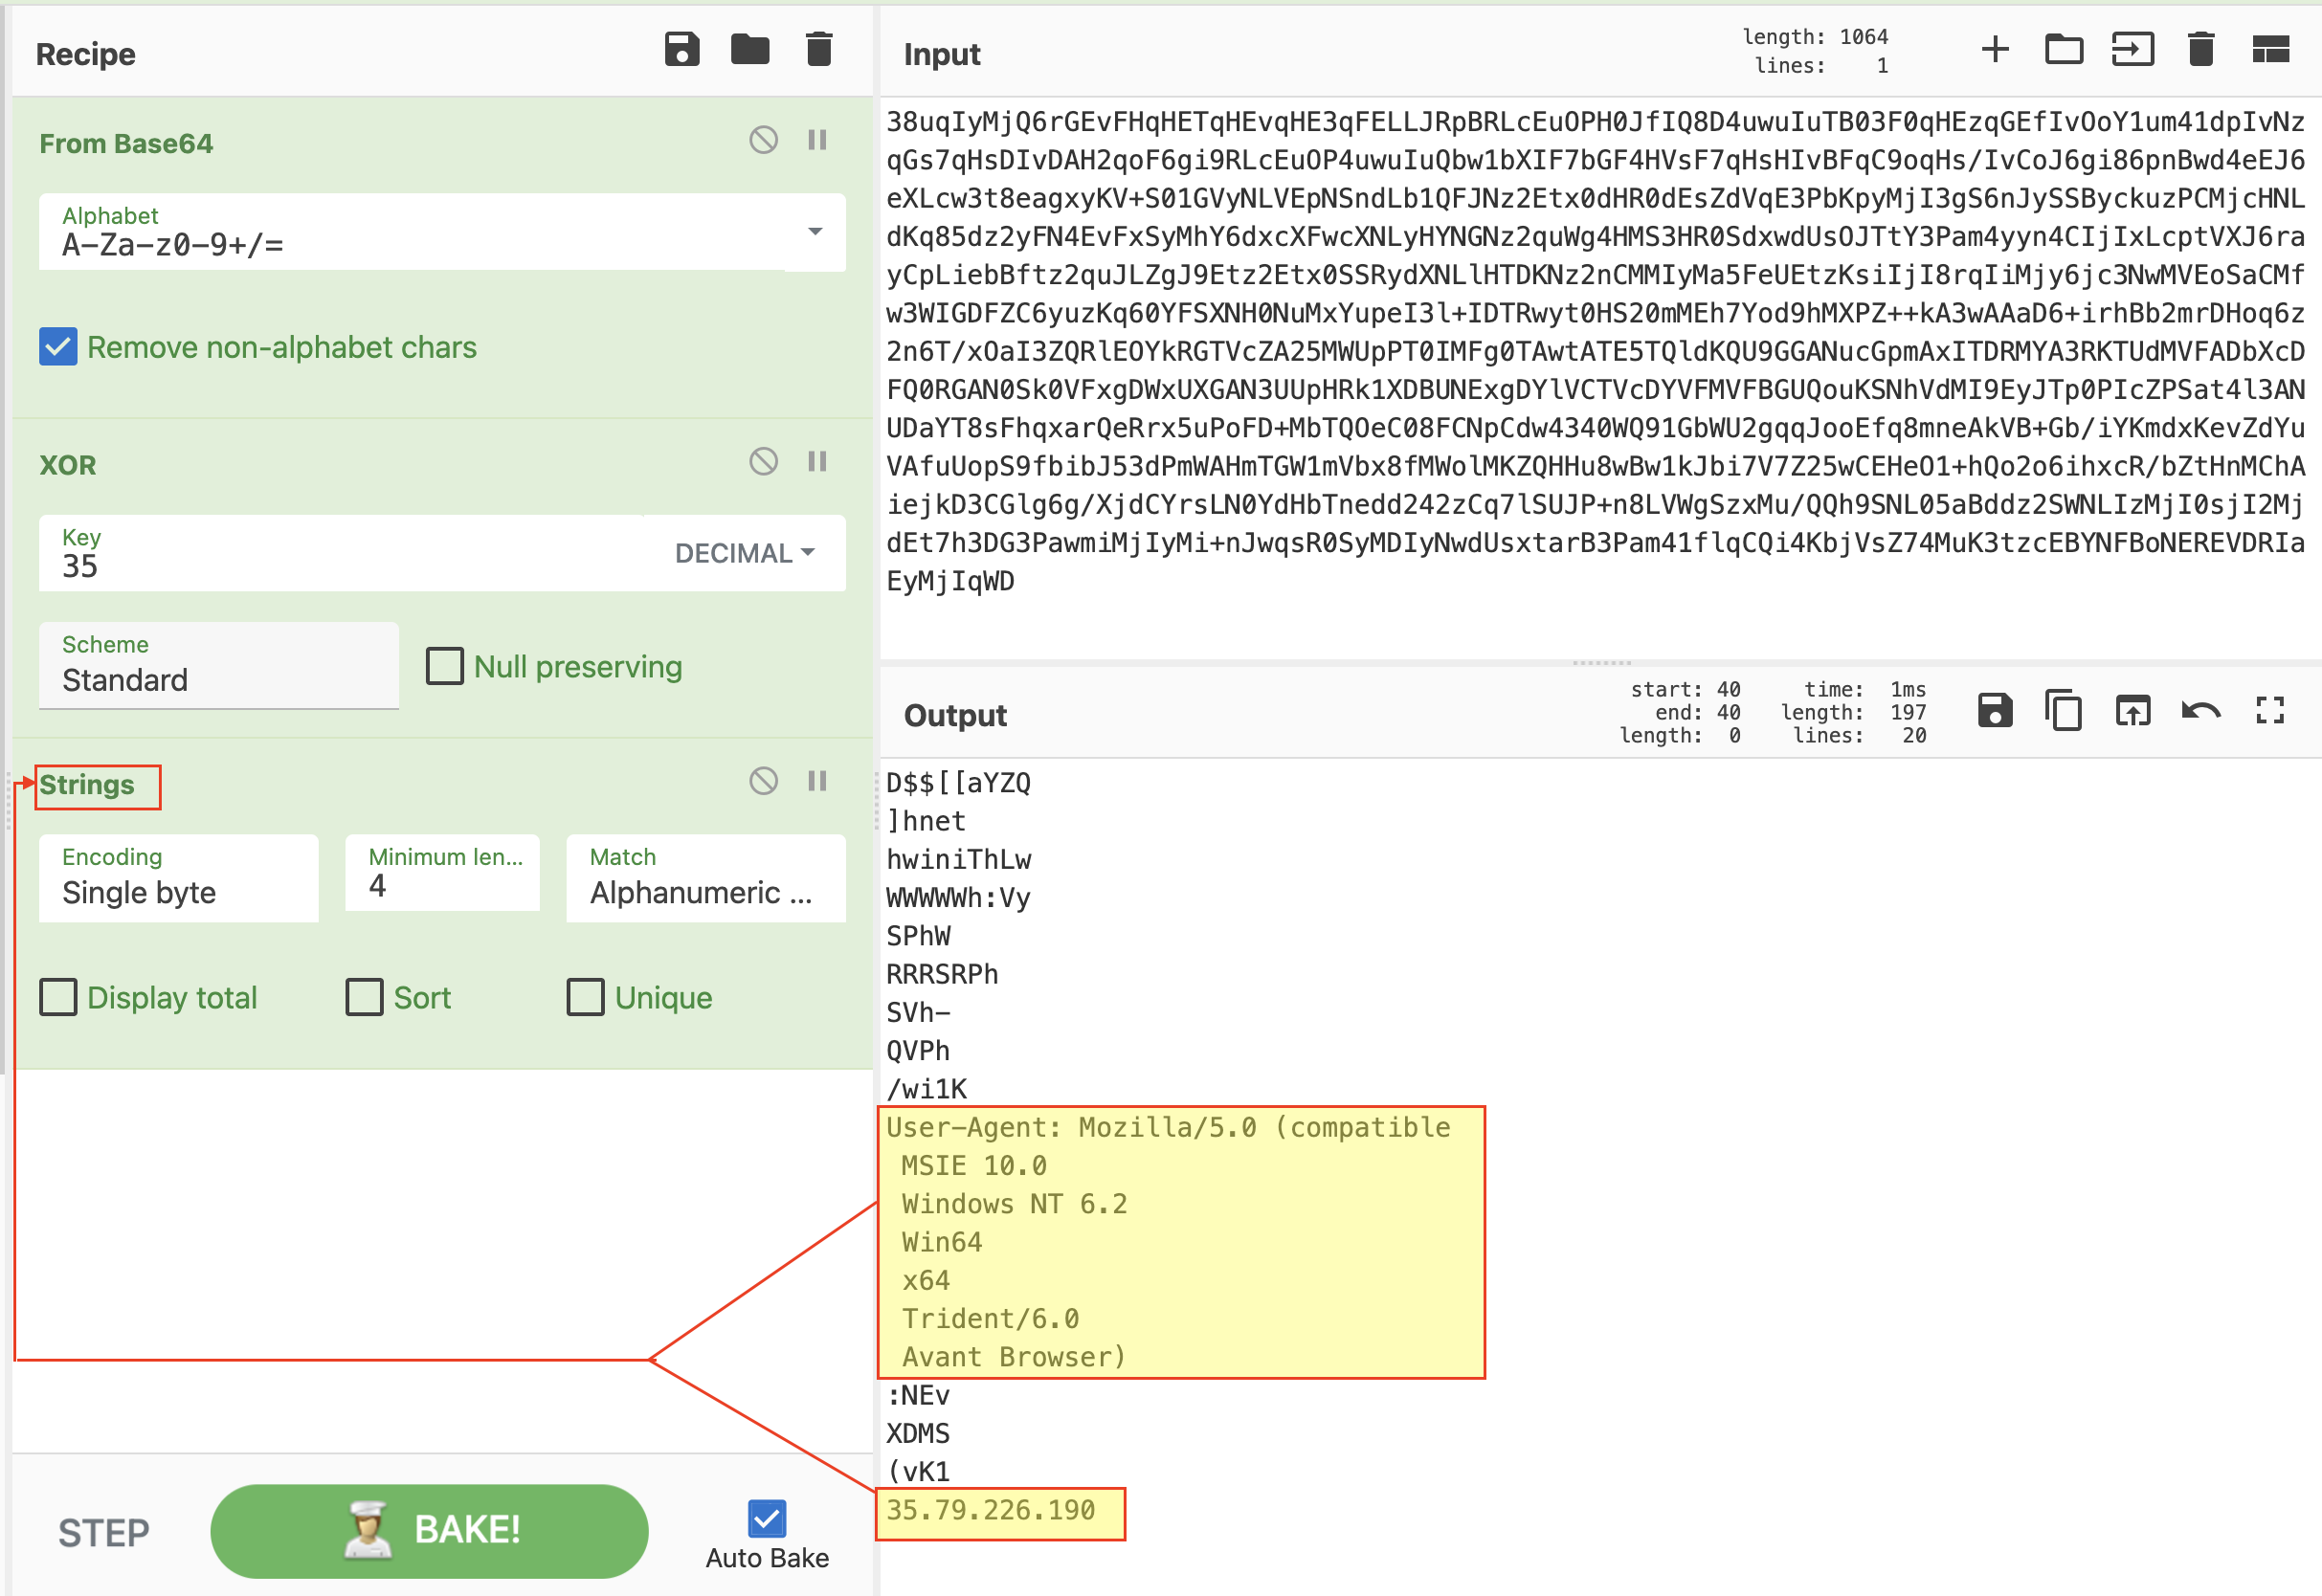 Recipe
From Base64
Alphabet
A-Za-z0-9+/=
Remove non-alphabet chars
XOR
Key
35
DECIMAL
Scheme
Standard
Null preserving
Strings
Encoding
Single byte
Minimum len...
4
Match
Alphanumeric ...
Display total
Sort
Unique
STEP
BAKE!
Auto Bake
Input
length: 1064
lines: 1
38uqIyMjQ6rGEvFHqHETqHEvqHE3qFELLJRpBRLcEuOPH0JfIQ8D4uwuIuTB03F0qHEzqGEfIvOoY1um41dpIvNz
qGs7qHsDIvDAH2qoF6gi9RLcEuOP4uwuIuQbw1bXIF7bGF4HVsF7qHsHIvBFqC9oqHs/IvCoJ6gi86pnBwd4eEJ6
eXLcw3t8eagxyKV+S01GVyNLVEpNSndLb1QFJNz2Etx0dHR0dEsZdVqE3PbKpyMjI3gS6nJySSByckuzPCMjcHNL
dKq85dz2yFN4EvFxSyMhY6dxcXFwcXNLyHYNGNz2quWg4HMS3HR0SdxwdUsOJTtY3Pam4yyn4CIjIxLcptVXJ6ra
yCpLiebBftz2quJLZgJ9Etz2Etx0SSRydXNLlHTDKNz2nCMMIyMa5FeUEtzKsiIjI8rqIiMjy6jc3NwMVEoSaCMf
w3WIGDFZC6yuzKq60YFSXNH0NuMxYupeI3l+IDTRwyt0HS20mMEh7Yod9hMXPZ++kA3wAAaD6+irhBb2mrDHoq6z
2n6T/xOaI3ZQRlEOYkRGTVcZA25MWUpPT0IMFg0TAwtATE5TQldKQU9GGANucGpmAxITDRMYA3RKTUdMVFADbXcD
FQ0RGAN0Sk0VFxgDWxUXGAN3UUpHRk1XDBUNExgDYlVCTVcDYVFMVFBGUQouKSNhVdMI9EyJTp0PIcZPSat4l3AN
UDaYT8sFhqxarQeRrx5uPoFD+MbTQOeC08FCNpCdw4340WQ91GbWU2gqqJooEfq8mneAkVB+Gb/iYKmdxKevZdYu
VAfuUopS9fbibJ53dPmWAHmTGW1mVbx8fMWolMKZQHHu8wBw1kJbi7V7Z25wCEHeO1+hQo2o6ihxcR/bZtHnMChA
iejkD3CGlg6g/XjdCYrsLN0YdHbTnedd242zCq7lSUJP+n8LVWgSzxMu/QQh9SNL05aBddz2SWNLIzMjI0sjI2Mj
dEt7h3DG3PawmiMjIyMi+nJwqsR0SyMDIyNwdUsxtarB3Pam41flqCQi4KbjVsZ74MuK3tzcEBYNFBoNEREVDRIa
EyMjIqWD
Output
start: 40
end: 40
length: 0
time: 1ms
length: 197
lines: 20
D$$[[aYZQ
]hnet
hwiniThLw
WWWWWh:Vy
SPhW
RRRSRPh
SVh-
QVPh
/wi1K
User-Agent: Mozilla/5.0 (compatible
MSIE 10.0
Windows NT 6.2
Win64
x64
Trident/6.0
Avant Browser)
:NEv
XDMS
(vK1
35.79.226.190